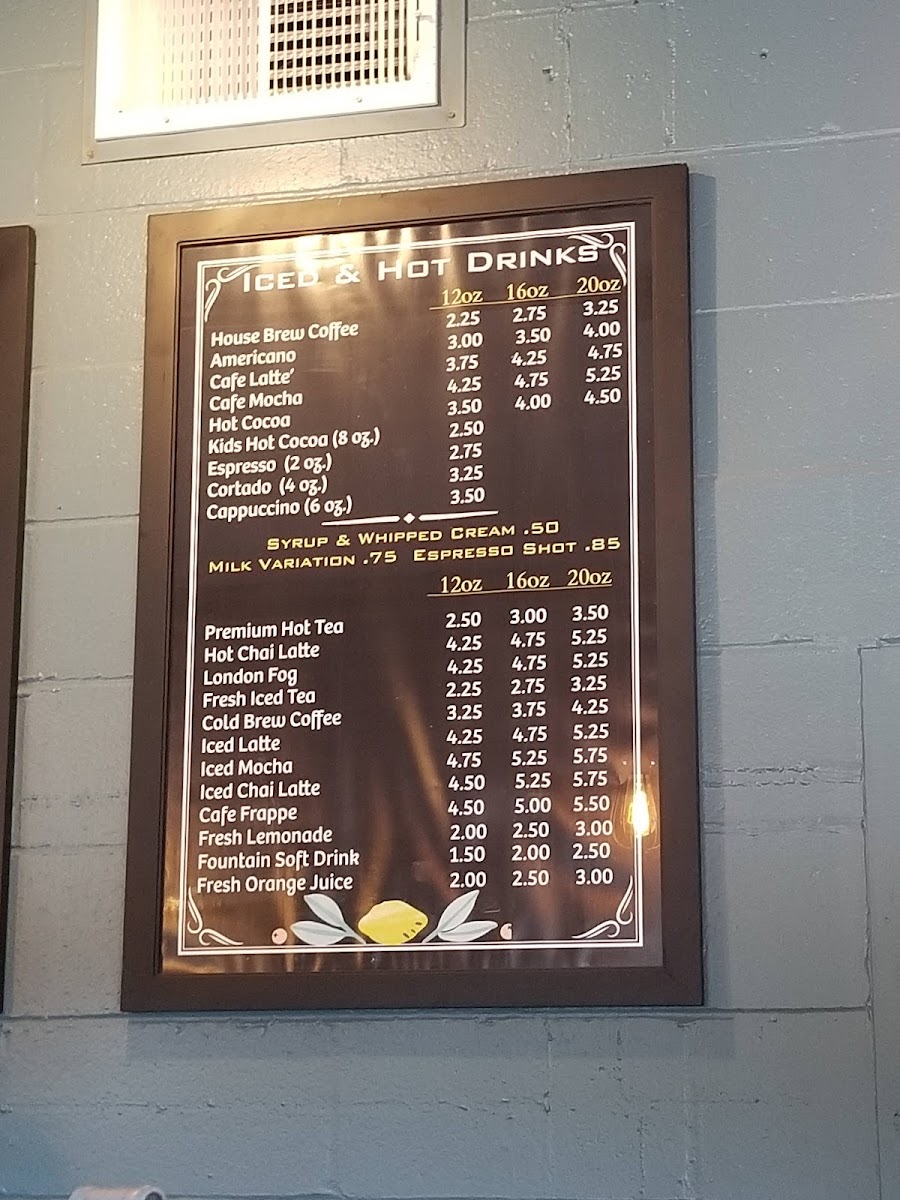 ICED & HOT DRINKS
12oz 16oz 20oz
House Brew Coffee 2.25 2.75 3.25
Americano 3.00 3.50 4.00
Cafe Latte' 3.75 4.25 4.75
Cafe Mocha 4.25 4.75 5.25
Hot Cocoa 3.50 4.00 4.50
Kids Hot Cocoa (8 oz.) 2.50
Espresso (2 oz.) 2.75
Cortado (4 oz.) 3.25
Cappuccino (6 oz.) 3.50
SYRUP & WHIPPED CREAM .50
MILK VARIATION .75 ESPRESSO SHOT .85
12oz 16oz 20oz
Premium Hot Tea 2.50 3.00 3.50
Hot Chai Latte 4.25 4.75 5.25
London Fog 4.25 4.75 5.25
Fresh Iced Tea 2.25 2.75 3.25
Cold Brew Coffee 3.25 3.75 4.25
Iced Latte 4.25 4.75 5.25
Iced Mocha 4.75 5.25 5.75
Iced Chai Latte 4.50 5.25 5.75
Cafe Frappe 4.50 5.00 5.50
Fresh Lemonade 2.00 2.50 3.00
Fountain Soft Drink 1.50 2.00 2.50
Fresh Orange Juice 2.00 2.50 3.00